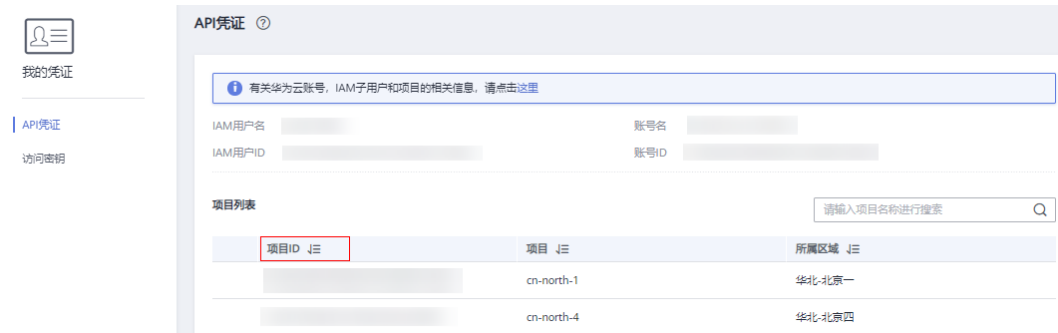 我的凭证
API凭证
访问密钥
API凭证 ?
有关华为云账号，IAM子用户和项目的相关信息，请点击这里
IAM用户名 账号名
IAM用户ID 账号ID
项目列表 请输入项目名称进行搜索
项目ID 项目 所属区域
cn-north-1 华北-北京一
cn-north-4 华北-北京四